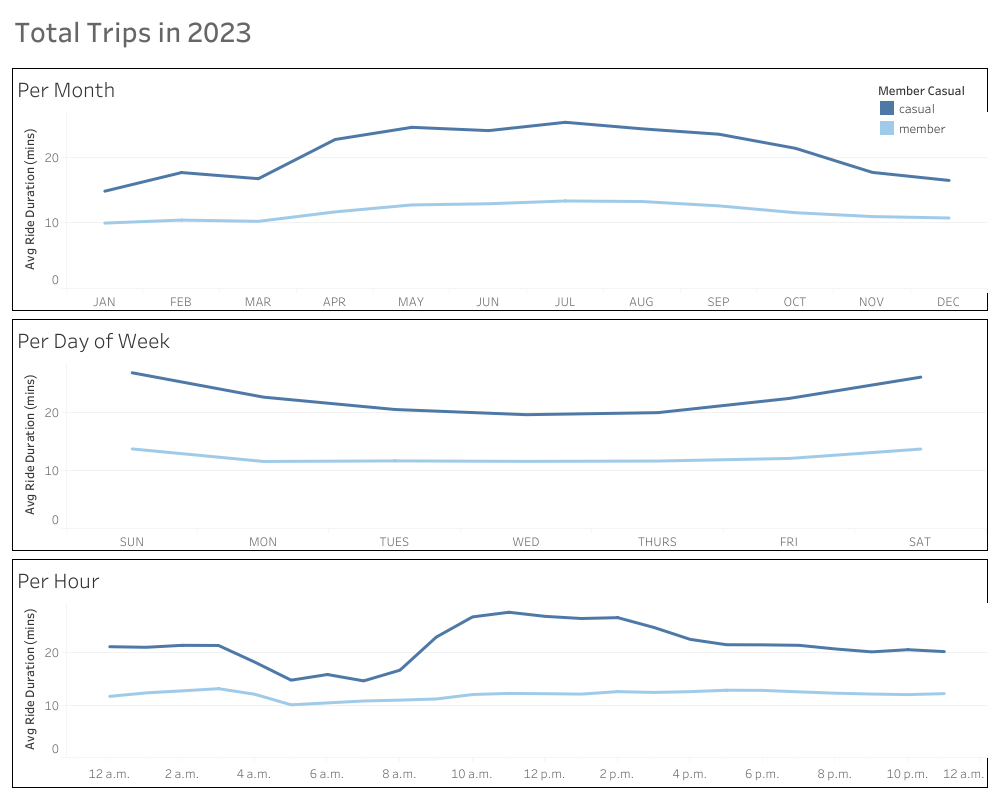 Total Trips in 2023
Per Month
Member Casual
casual
member
Avg Ride Duration (mins)
20
10
0
JAN FEB MAR APR MAY JUN JUL AUG SEP OCT NOV DEC
Per Day of Week
Avg Ride Duration (mins)
20
10
0
SUN MON TUES WED THURS FRI SAT
Per Hour
Avg Ride Duration (mins)
20
10
0
12 a.m. 2 a.m. 4 a.m. 6 a.m. 8 a.m. 10 a.m. 12 p.m. 2 p.m. 4 p.m. 6 p.m. 8 p.m. 10 p.m. 12 a.m.